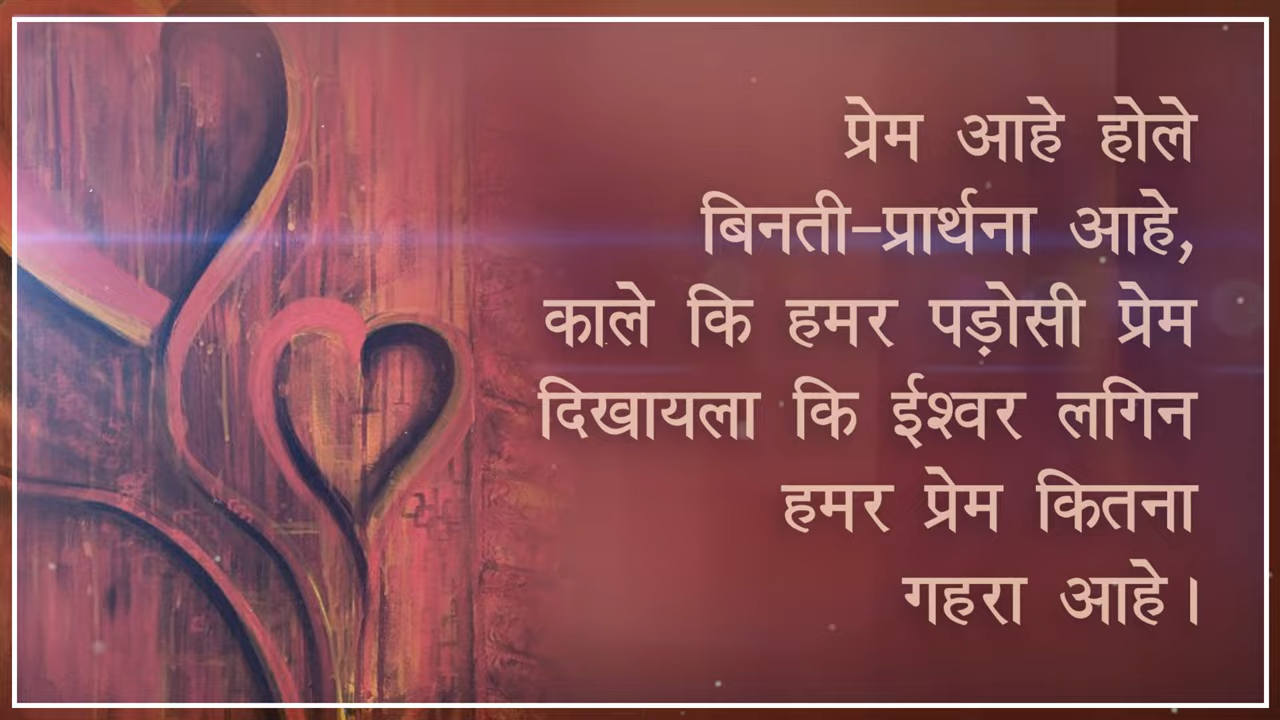 प्रेम आहे होले
बिनती-प्रार्थना आहे,
काले कि हमर पड़ोसी प्रेम
दिखायला कि ईश्वर लगिन
हमर प्रेम कितना
गहरा आहे।